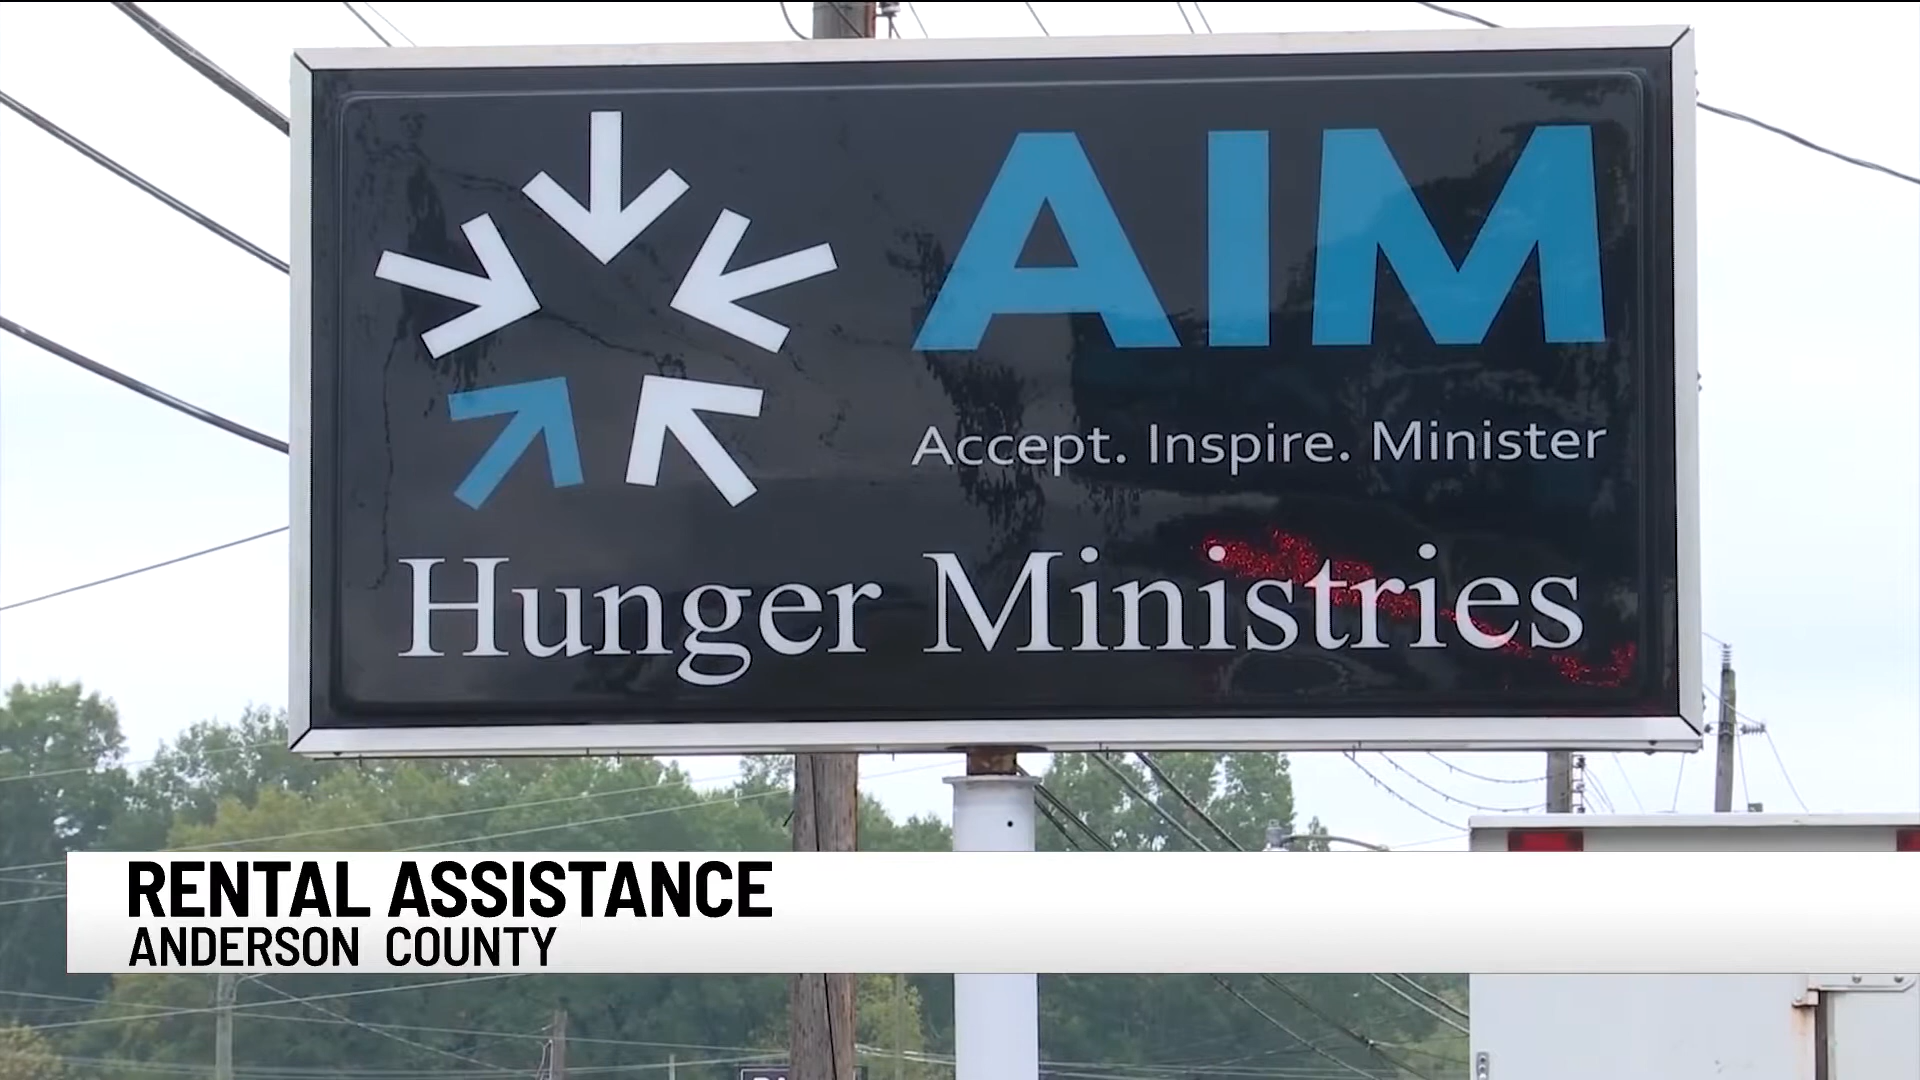 AIM
Accept. Inspire. Minister
Hunger Ministries
RENTAL ASSISTANCE
ANDERSON COUNTY